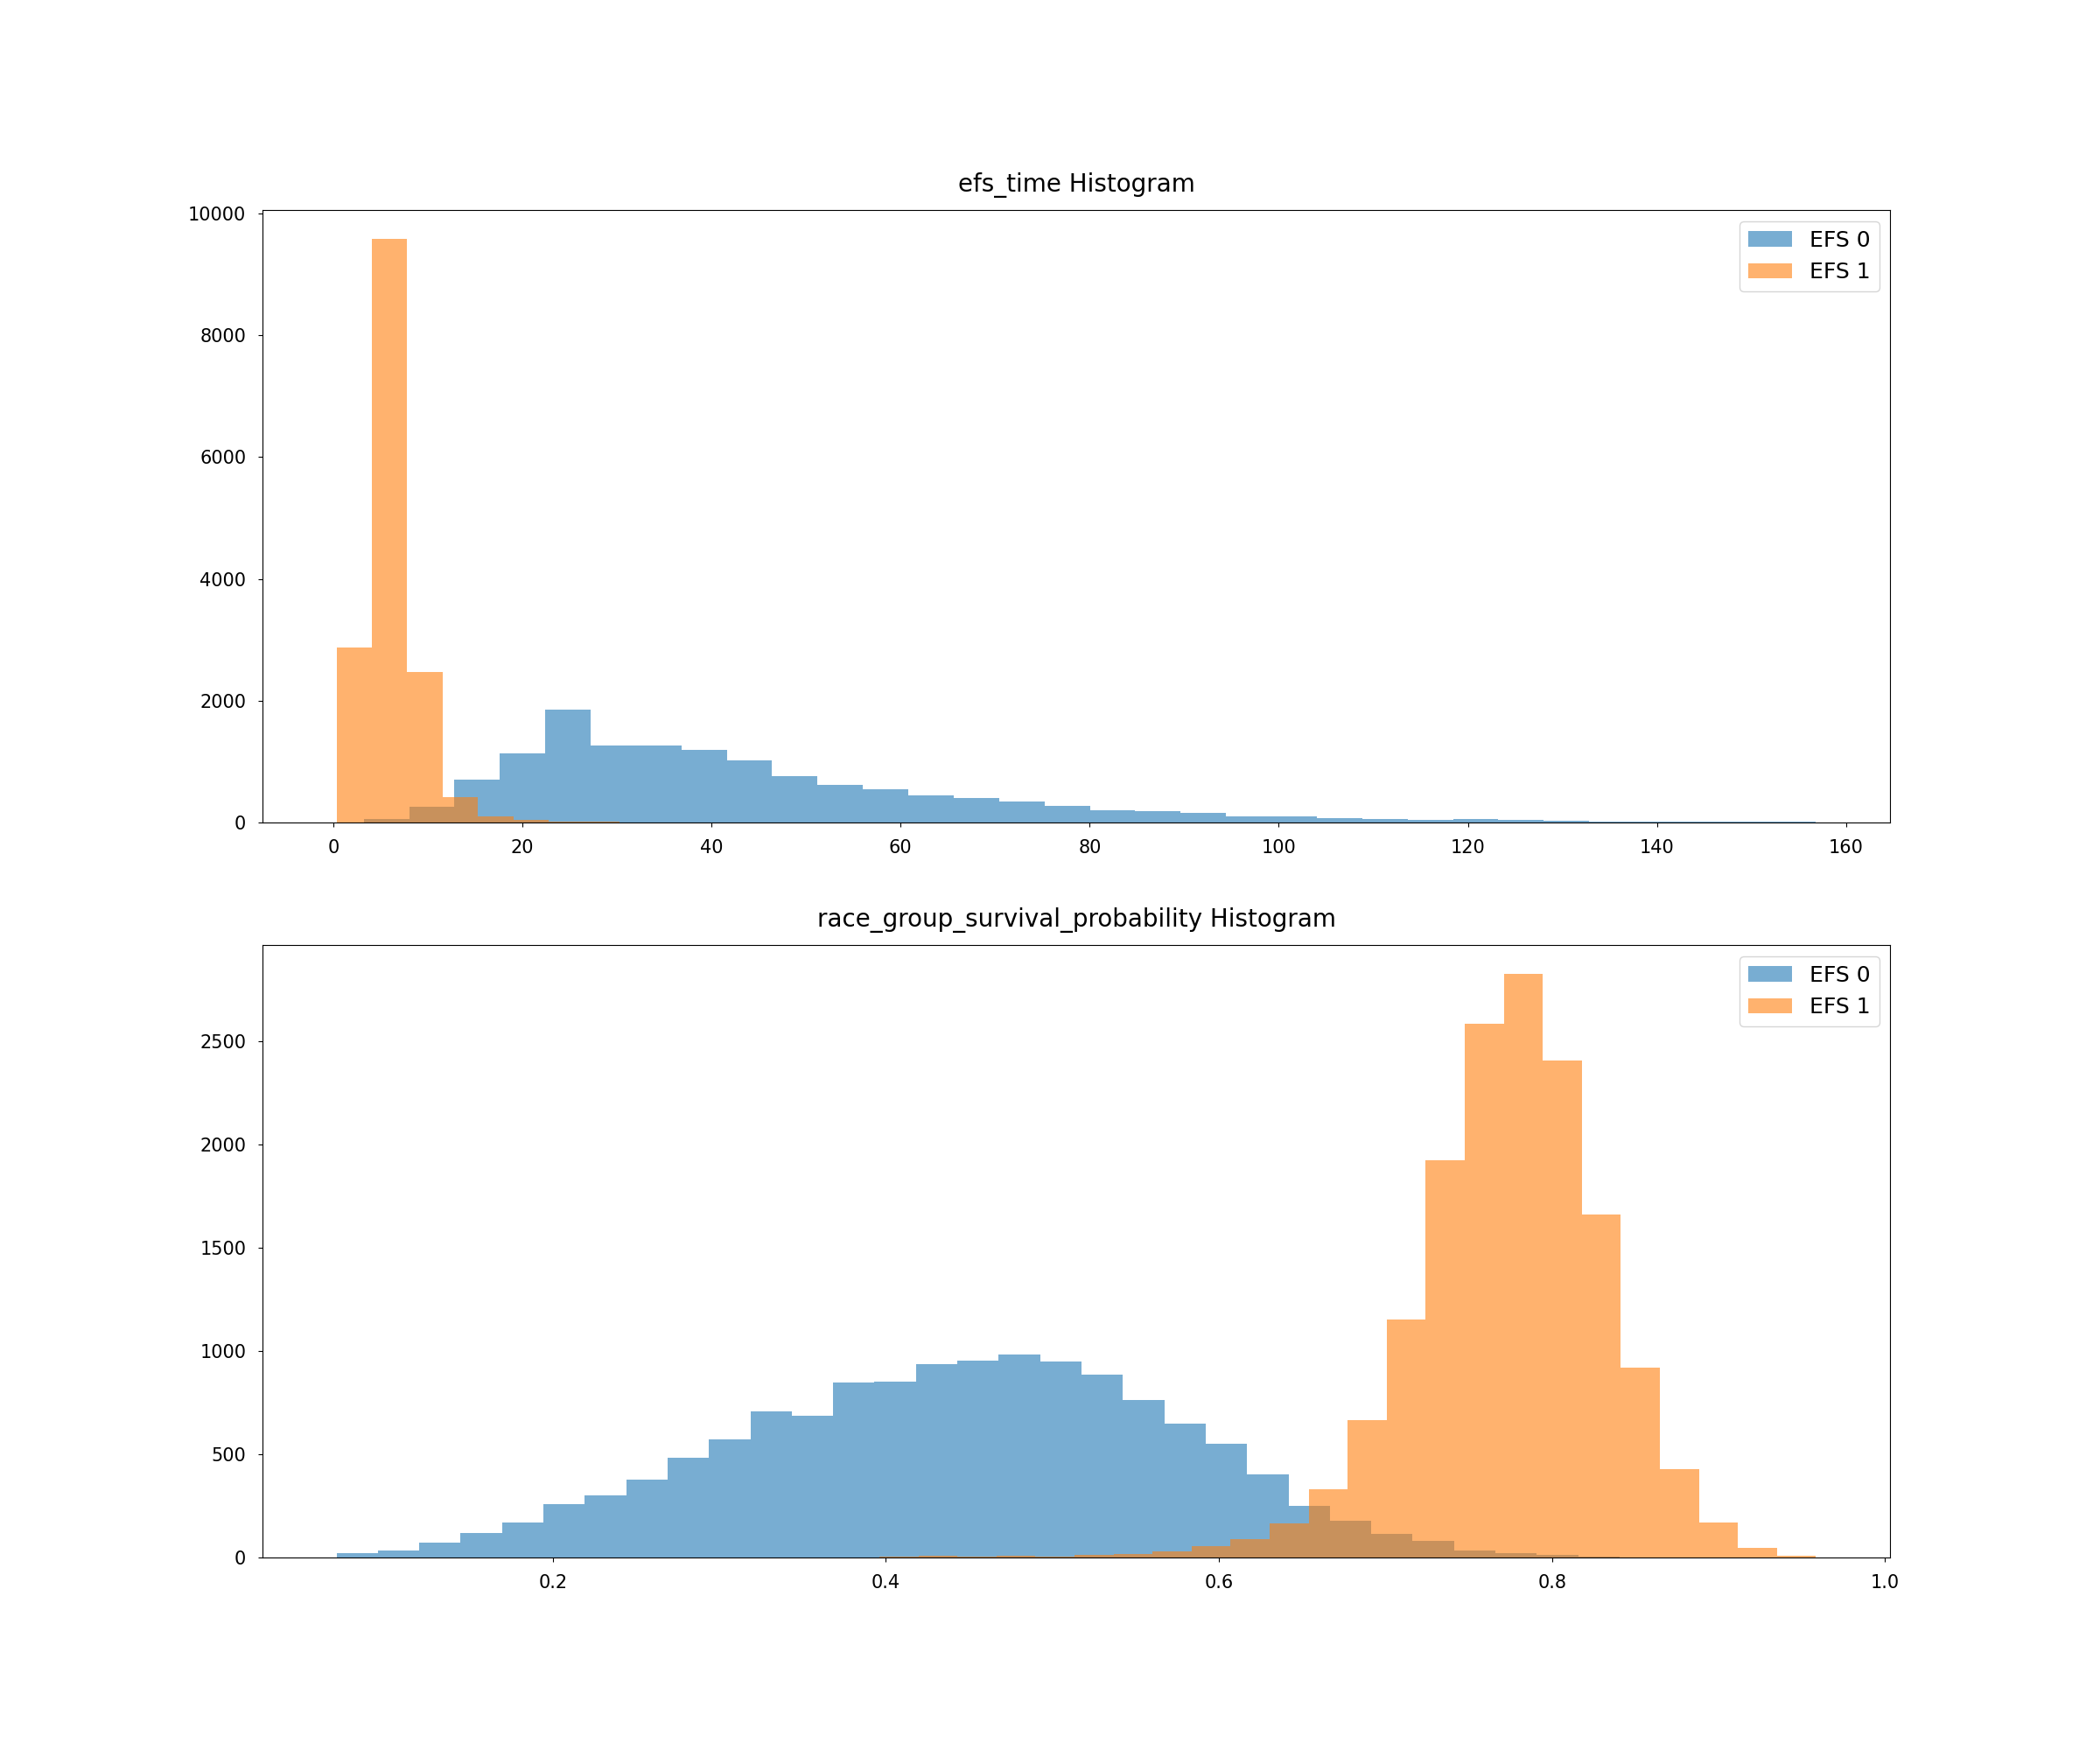 efs_time Histogram
10000
8000
6000
4000
2000
0
EFS 0
EFS 1
0 20 40 60 80 100 120 140 160
race_group_survival_probability Histogram
2500
2000
1500
1000
500
0
EFS 0
EFS 1
0.2 0.4 0.6 0.8 1.0